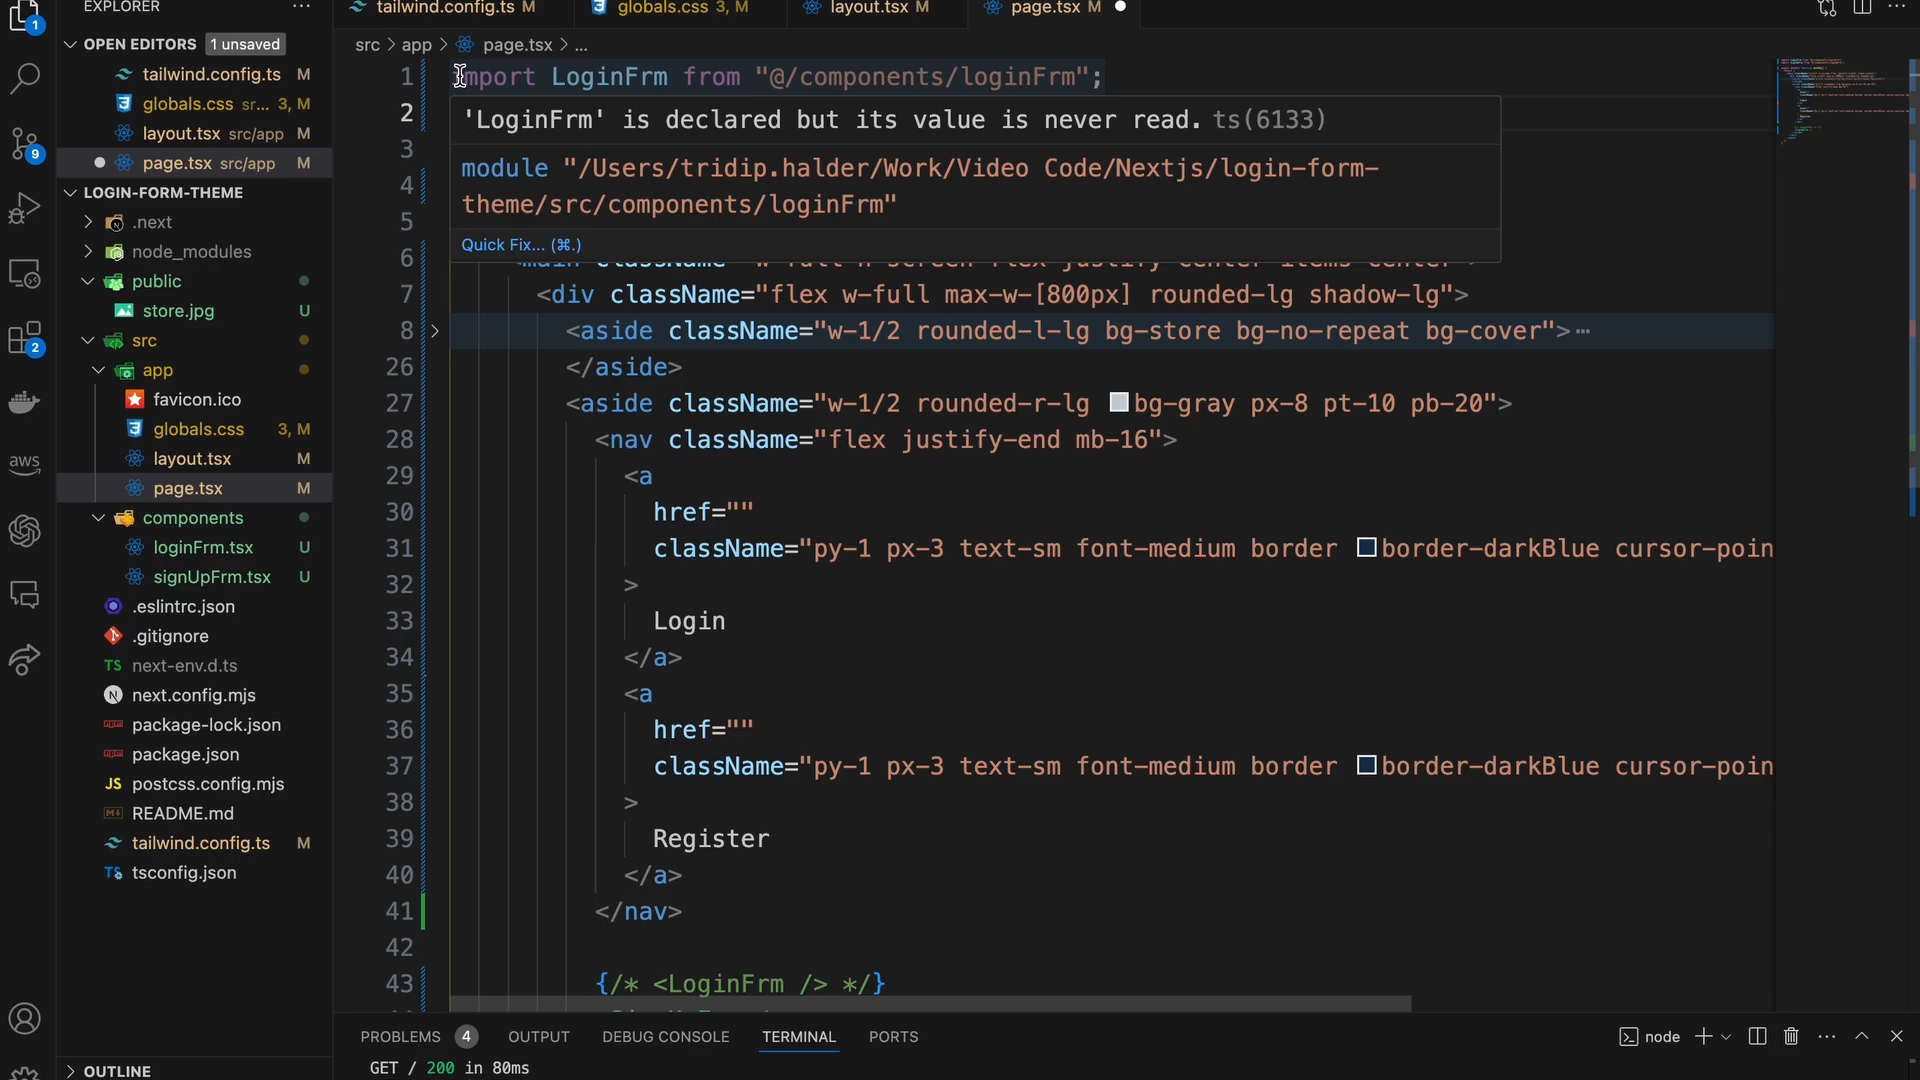 EXPLORER
OPEN EDITORS 1 unsaved
tailwind.config.ts M
globals.css sr... 3, M
layout.tsx src/app M
page.tsx src/app M
LOGIN-FORM-THEME
.next
node_modules
public
store.jpg U
src
app
favicon.ico
globals.css 3, M
layout.tsx M
page.tsx M
components
loginFrm.tsx U
signUpFrm.tsx U
.eslintrc.json
.gitignore
TS next-env.d.ts
next.config.mjs
package-lock.json
package.json
JS postcss.config.mjs
README.md
tailwind.config.ts M
TS tsconfig.json
OUTLINE
1
9
2
aws
tailwind.config.ts M
globals.css 3, M
layout.tsx M
page.tsx M
src > app > page.tsx > ...
1 import LoginFrm from "@/components/loginFrm";
2
'LoginFrm' is declared but its value is never read. ts(6133)
3
module "/Users/tridip.halder/Work/Video Code/Nextjs/login-form-
4
theme/src/components/loginFrm"
5
Quick Fix... (⌘.)
6
7 <div className="flex w-full max-w-[800px] rounded-lg shadow-lg">
8 <aside className="w-1/2 rounded-l-lg bg-store bg-no-repeat bg-cover">⋯
26 </aside>
27 <aside className="w-1/2 rounded-r-lg bg-gray px-8 pt-10 pb-20">
28 <nav className="flex justify-end mb-16">
29 <a
30 href=""
31 className="py-1 px-3 text-sm font-medium border border-darkBlue cursor-poin
32 >
33 Login
34 </a>
35 <a
36 href=""
37 className="py-1 px-3 text-sm font-medium border border-darkBlue cursor-poin
38 >
39 Register
40 </a>
41 </nav>
42
43 {/* <LoginFrm /> */}
PROBLEMS 4 OUTPUT DEBUG CONSOLE TERMINAL PORTS
node
GET / 200 in 80ms